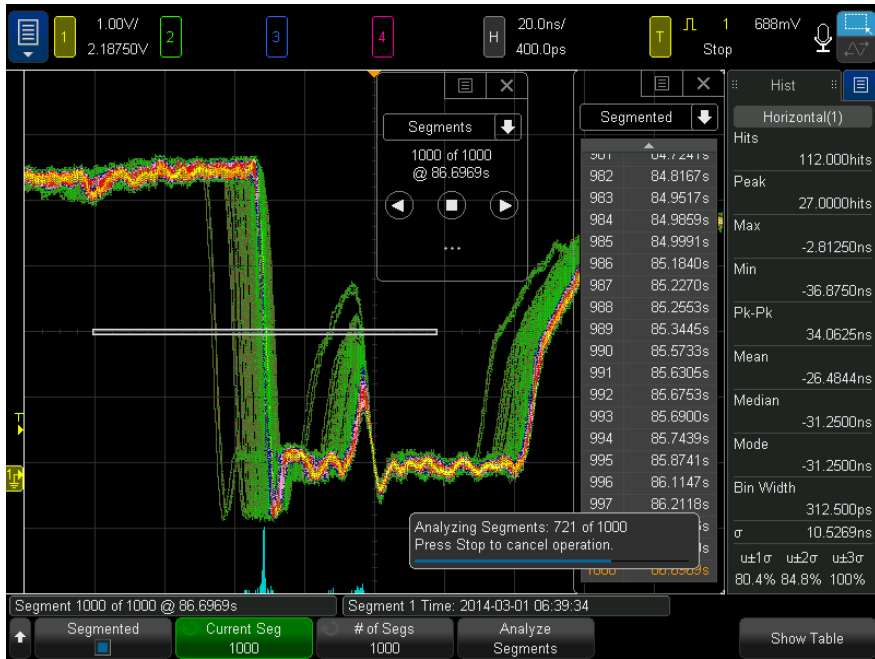 1
1.00V/
2.18750V
2
3
4
H
20.0ns/
400.0ps
T
1
688mV
Stop
Segments
1000 of 1000
@ 86.6969s
...
Segmented
981 84.7241s
982 84.8167s
983 84.9517s
984 84.9859s
985 84.9991s
986 85.1840s
987 85.2270s
988 85.2553s
989 85.3445s
990 85.5733s
991 85.6305s
992 85.6753s
993 85.6900s
994 85.7439s
995 85.8741s
996 86.1147s
997 86.2118s
1000 86.6969s
Analyzing Segments: 721 of 1000
Press Stop to cancel operation.
Hist
Horizontal(1)
Hits
112.000hits
Peak
27.0000hits
Max
-2.81250ns
Min
-36.8750ns
Pk-Pk
34.0625ns
Mean
-26.4844ns
Median
-31.2500ns
Mode
-31.2500ns
Bin Width
312.500ps
σ 10.5269ns
u±1σ u±2σ u±3σ
80.4% 84.8% 100%
T
1
Segment 1000 of 1000 @ 86.6969s
Segment 1 Time: 2014-03-01 06:39:34
Segmented
Current Seg
1000
# of Segs
1000
Analyze
Segments
Show Table